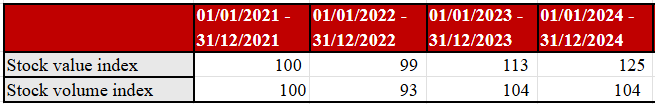 01/01/2021 - 01/01/2022 - 01/01/2023 - 01/01/2024 -
31/12/2021 31/12/2022 31/12/2023 31/12/2024
Stock value index 100 99 113 125
Stock volume index 100 93 104 104